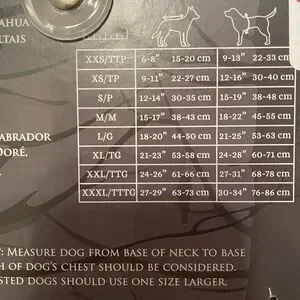 AHUA
LTAIS
XXS/TTP 6-8" 15-20 cm 9-13" 22-33 cm
XS/TP 9-11" 22-27 cm 12-16" 30-40 cm
S/P 12-14" 30-35 cm 15-19" 38-48 cm
M/M 15-17" 38-43 cm 18-22" 45-55 cm
L/G 18-20" 44-50 cm 21-25" 53-63 cm
XL/TG 21-23" 53-58 cm 24-28" 60-71 cm
XXL/TTG 24-26" 61-66 cm 27-31" 68-78 cm
XXXL/TTTG 27-29" 63-73 cm 30-34" 76-86 cm
ABRADOR
DORÉ,
: MEASURE DOG FROM BASE OF NECK TO BASE
H OF DOG'S CHEST SHOULD BE CONSIDERED.
STED DOGS SHOULD USE ONE SIZE LARGER.